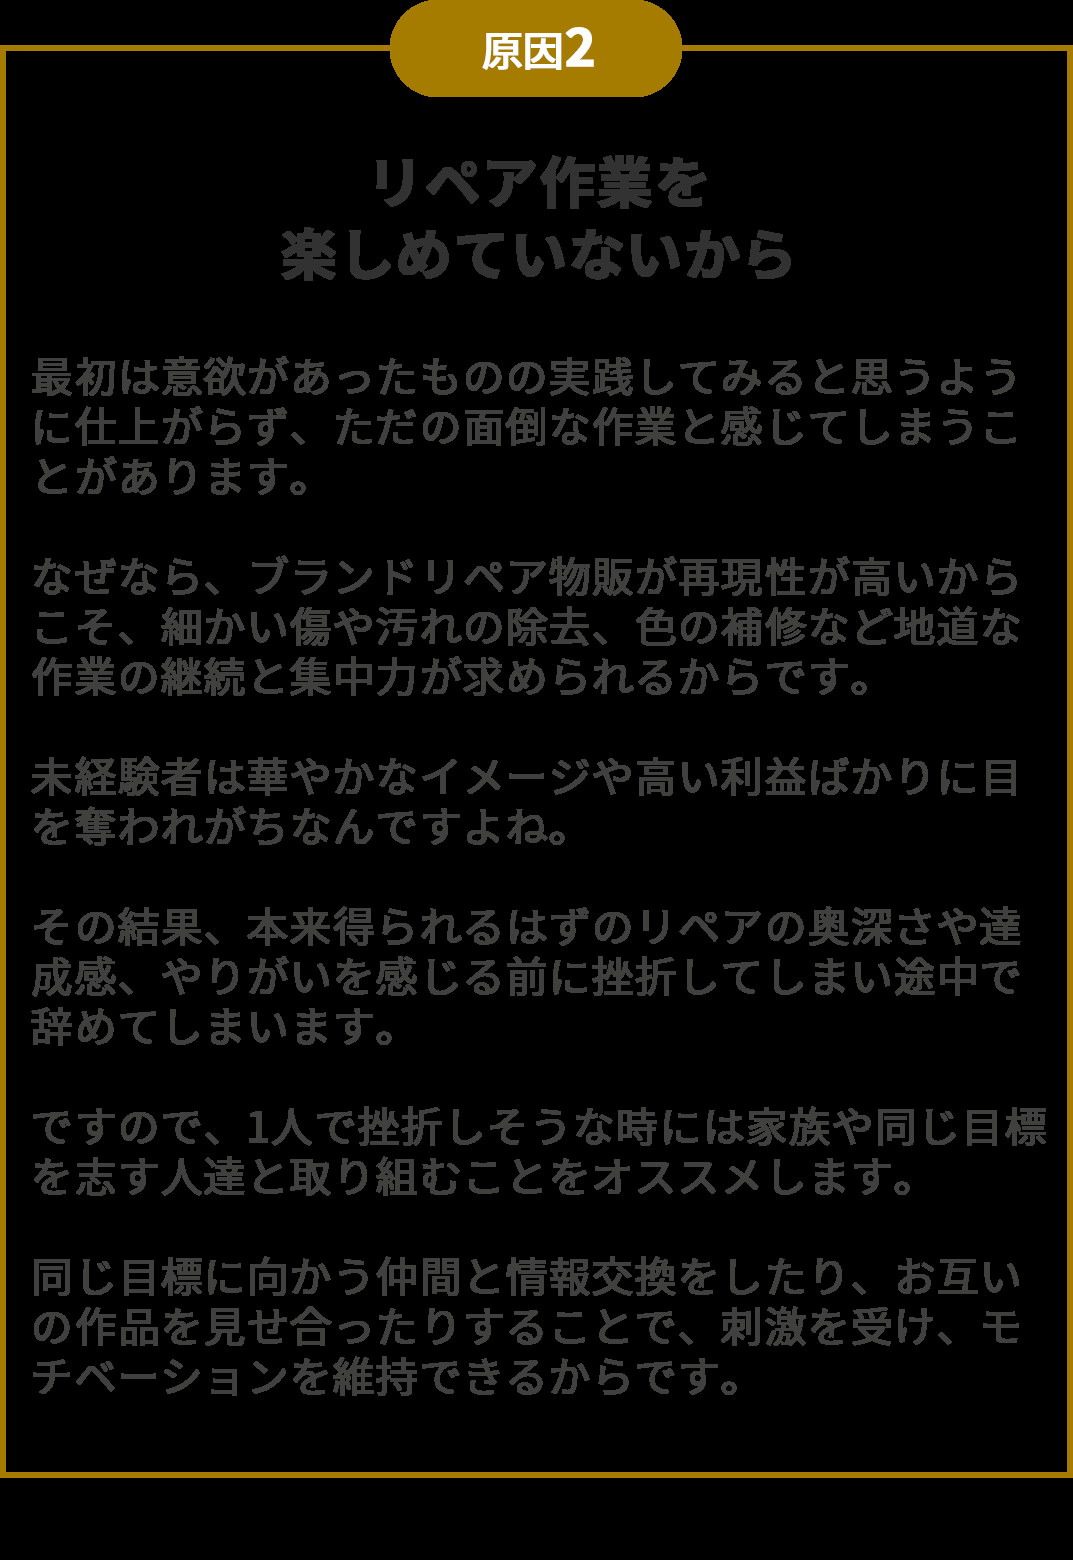 原因2
リペア作業を
楽しめていないから
最初は意欲があったものの実践してみると思うよう
に仕上がらず、ただの面倒な作業と感じてしまうこ
とがあります。
なぜなら、ブランドリペア物販が再現性が高いから
こそ、細かい傷や汚れの除去、色の補修など地道な
作業の継続と集中力が求められるからです。
未経験者は華やかなイメージや高い利益ばかりに目
を奪われがちなんですよね。
その結果、本来得られるはずのリペアの奥深さや達
成感、やりがいを感じる前に挫折してしまい途中で
辞めてしまいます。
ですので、1人で挫折しそうな時には家族や同じ目標
を志す人達と取り組むことをオススメします。
同じ目標に向かう仲間と情報交換をしたり、お互い
の作品を見せ合ったりすることで、刺激を受け、モ
チベーションを維持できるからです。